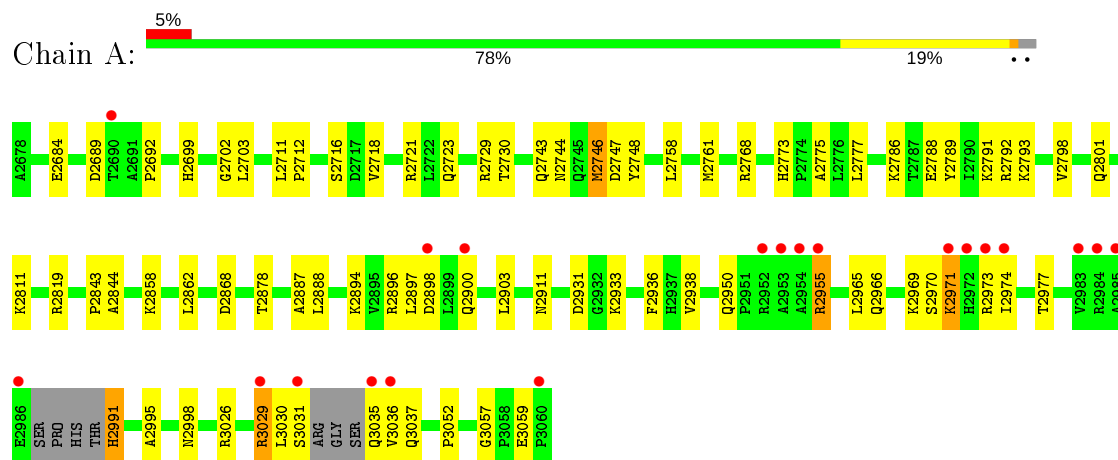 5%
Chain A:
78%
19%
A2678 E2684 D2689 T2690 A2691 P2692 H2699 G2702 L2703 L2711 P2712 S2716 D2717 V2718 R2721 L2722 Q2723 R2729 T2730 Q2743 N2744 Q2745 M2746 D2747 Y2748 L2758 M2761 R2768 H2773 P2774 A2775 L2776 L2777 K2786 T2787 E2788 Y2789 I2790 K2791 R2792 K2793 V2798 Q2801
K2811 R2819 P2843 A2844 K2858 L2862 D2868 T2878 A2887 L2888 K2894 V2895 R2896 L2897 D2898 L2899 Q2900 L2903 N2911 D2931 G2932 K2933 F2936 H2937 V2938 Q2950 P2951 R2952 A2953 A2954 R2955 L2965 Q2966 K2969 S2970 K2971 H2972 R2973 I2974 T2977 V2983 R2984 A2985
E2986 SER PRO HIS THR H2991 A2995 N2998 R3026 R3029 L3030 S3031 ARG GLY SER Q3035 V3036 Q3037 P3052 G3057 P3058 E3059 P3060